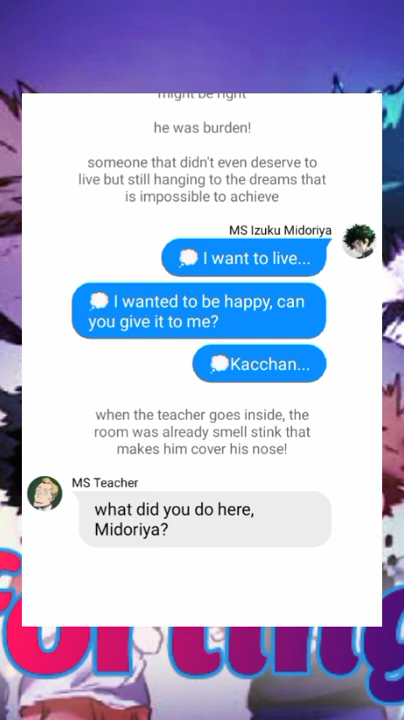 might be right
he was burden!
someone that didn't even deserve to
live but still hanging to the dreams that
is impossible to achieve
MS Izuku Midoriya
💭 I want to live...
💭 I wanted to be happy, can
you give it to me?
💭Kacchan...
when the teacher goes inside, the
room was already smell stink that
makes him cover his nose!
MS Teacher
what did you do here,
Midoriya?